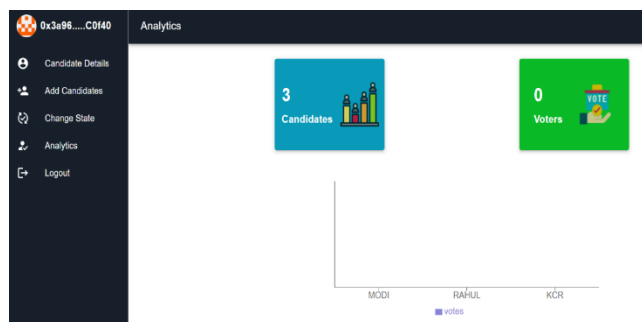 0x3a96.....C0f40
Analytics
Candidate Details
Add Candidates
Change State
Analytics
Logout
3
Candidates
0
Voters
VOTE
MODI
RAHUL
KCR
votes